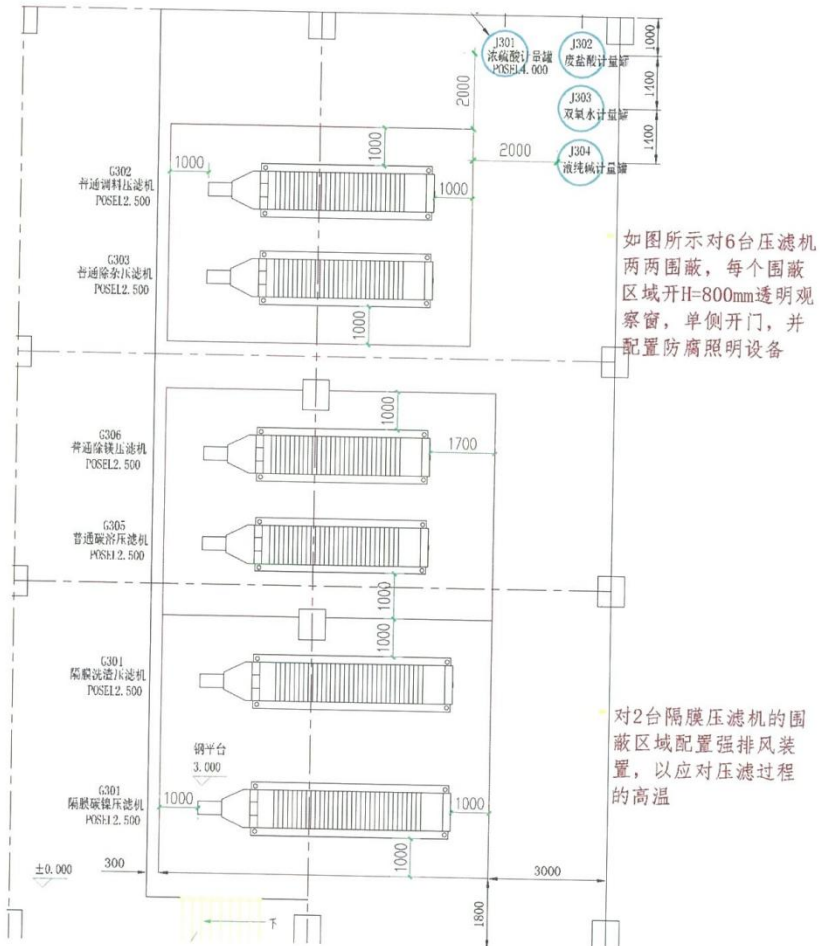 J301
浓硫酸计量罐
POSEL4.000
J302
废盐酸计量罐
J303
双氧水计量罐
J304
液纯碱计量罐
1000
1400
1400
2000
2000
1000
1000
1000
1000
G302
普通调料压滤机
POSEL2.500
G303
普通除杂压滤机
POSEL2.500
如图所示对6台压滤机
两两围蔽，每个围蔽
区域开H=800mm透明观
察窗，单侧开门，并
配置防腐照明设备
G306
普通除镁压滤机
POSEL2.500
1000
1700
G305
普通碳溶压滤机
POSEL2.500
1000
1000
G301
隔膜洗渣压滤机
POSEL2.500
对2台隔膜压滤机的围
蔽区域配置强排风装
置，以应对压滤过程
的高温
钢平台
3.000
G301
隔膜碳镍压滤机
POSEL2.500
1000
1000
1000
±0.000
300
3000
1800
下